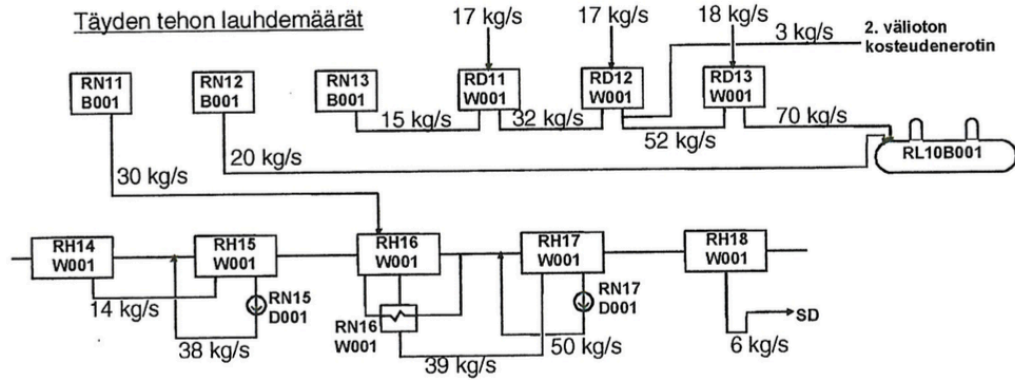 Täyden tehon lauhdemäärät
17 kg/s
17 kg/s
18 kg/s
3 kg/s
2. välioton
kosteudenerotin
RN11
B001
RN12
B001
RN13
B001
RD11
W001
RD12
W001
RD13
W001
15 kg/s
32 kg/s
52 kg/s
70 kg/s
20 kg/s
RL10B001
30 kg/s
RH14
W001
RH15
W001
RH16
W001
RH17
W001
RH18
W001
14 kg/s
RN15
D001
38 kg/s
RN16
W001
39 kg/s
RN17
D001
50 kg/s
SD
6 kg/s